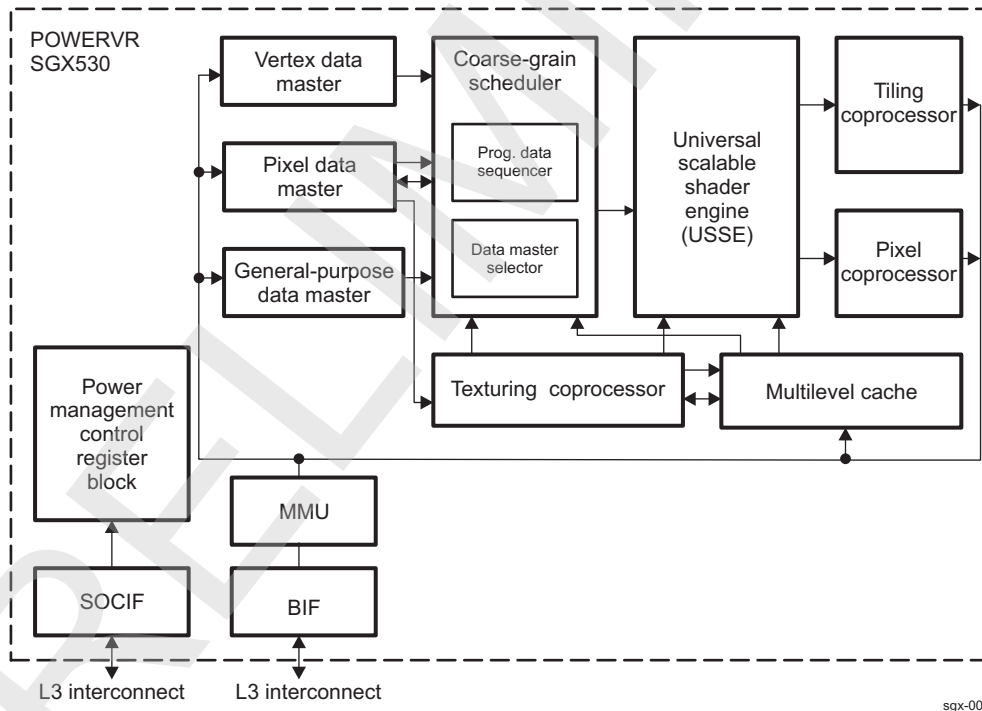 POWERVR
SGX530
Vertex data
master
Pixel data
master
General-purpose
data master
Coarse-grain
scheduler
Prog. data
sequencer
Data master
selector
Universal
scalable
shader
engine
(USSE)
Tiling
coprocessor
Pixel
coprocessor
Texturing coprocessor
Multilevel cache
Power
management
control
register
block
MMU
SOCIF
BIF
L3 interconnect
L3 interconnect
sgx-00